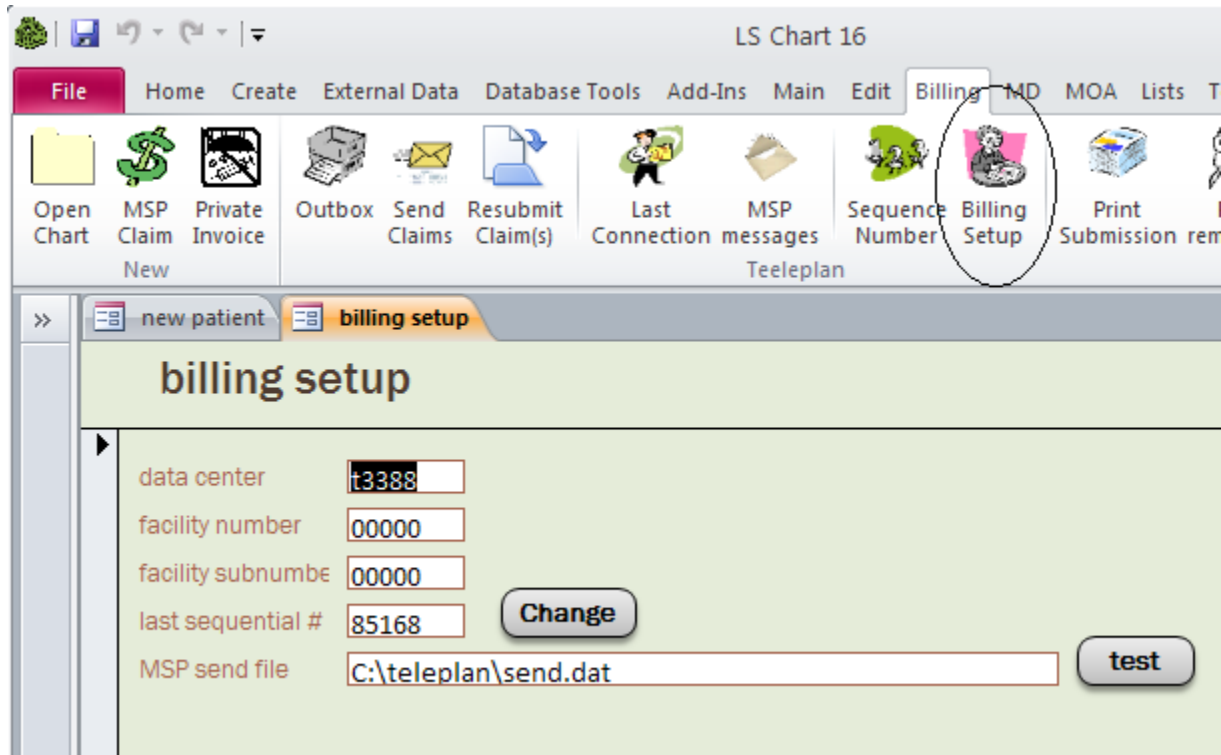 LS Chart 16
File Home Create External Data Database Tools Add-Ins Main Edit Billing MD MOA Lists T
Open Chart MSP Claim Private Invoice Outbox Send Claims Resubmit Claim(s) Last Connection MSP messages Sequence Number Billing Setup Print Submission rem
New Teeleplan
» new patient billing setup
billing setup
data center t3388
facility number 00000
facility subnumbe 00000
last sequential # 85168 Change
MSP send file C:\teleplan\send.dat test